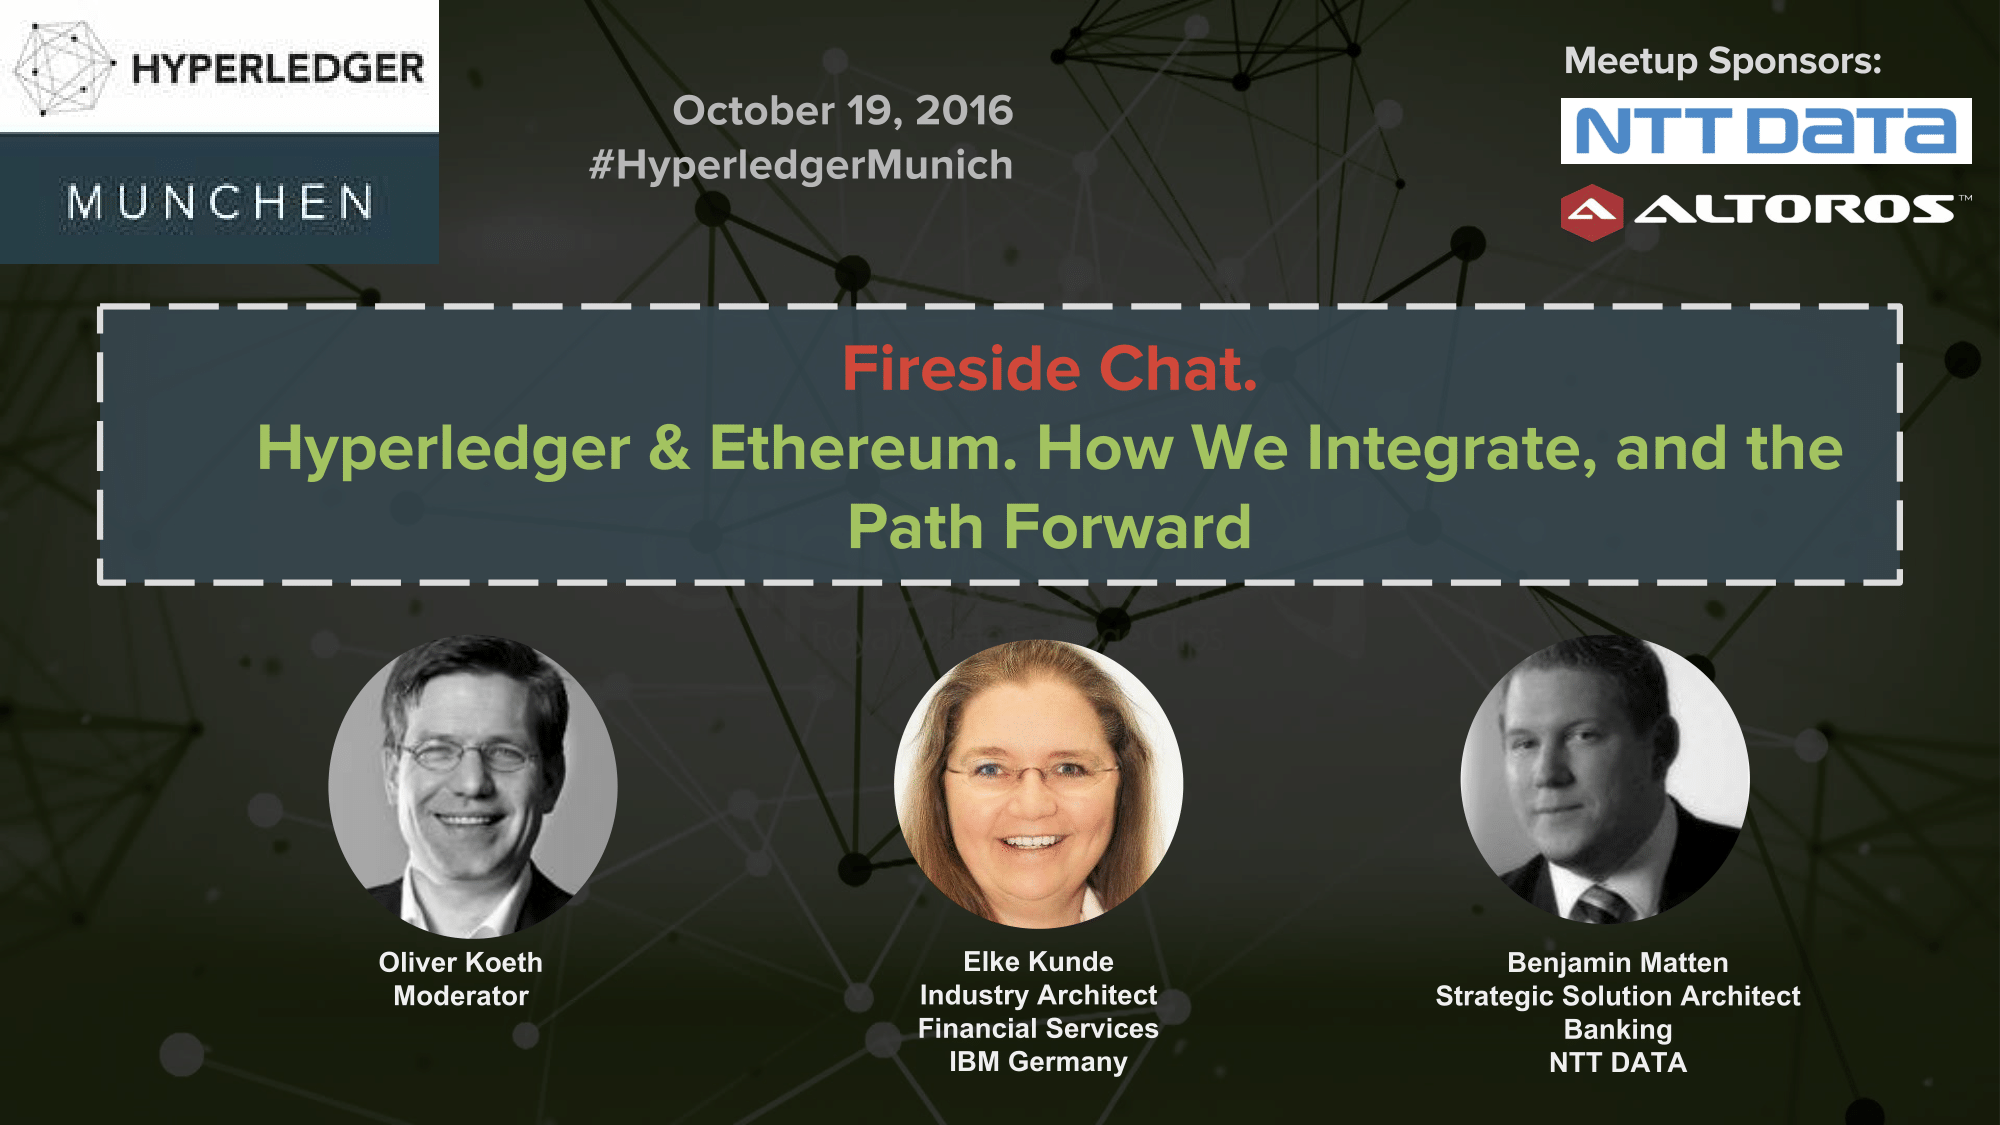 HYPERLEDGER
MUNCHEN
October 19, 2016
#HyperledgerMunich
Meetup Sponsors:
NTT DATA
ALTOROS™
Fireside Chat.
Hyperledger & Ethereum. How We Integrate, and the
Path Forward
Oliver Koeth
Moderator
Elke Kunde
Industry Architect
Financial Services
IBM Germany
Benjamin Matten
Strategic Solution Architect
Banking
NTT DATA